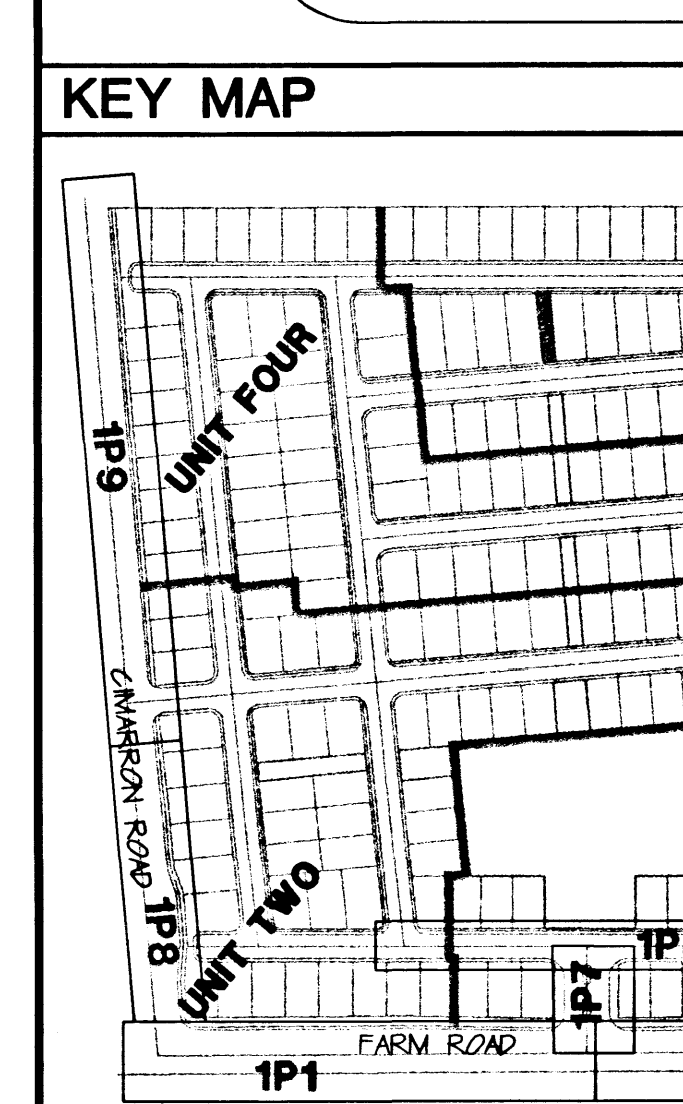 KEY MAP
UNIT FOUR
1P9
CIMARRON ROAD
1P8
UNIT TWO
1P
1P7
FARM ROAD
1P1